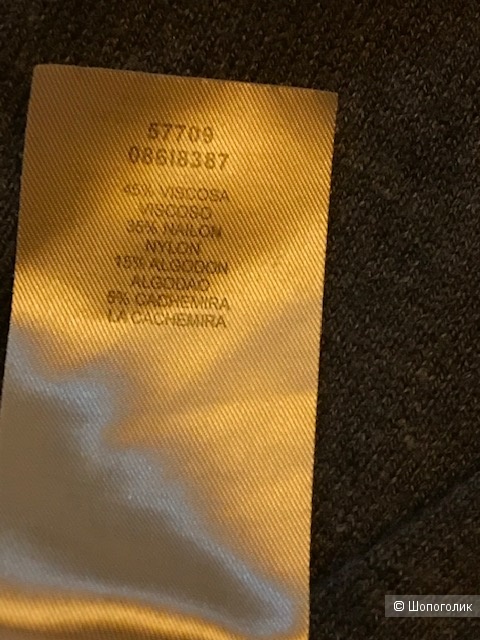 57709
08618387
45% VISCOSA
VISCOSO
35% NAILON
NYLON
15% ALGODON
ALGODAO
5% CACHEMIRA
LA CACHEMIRA
© Шопоголик